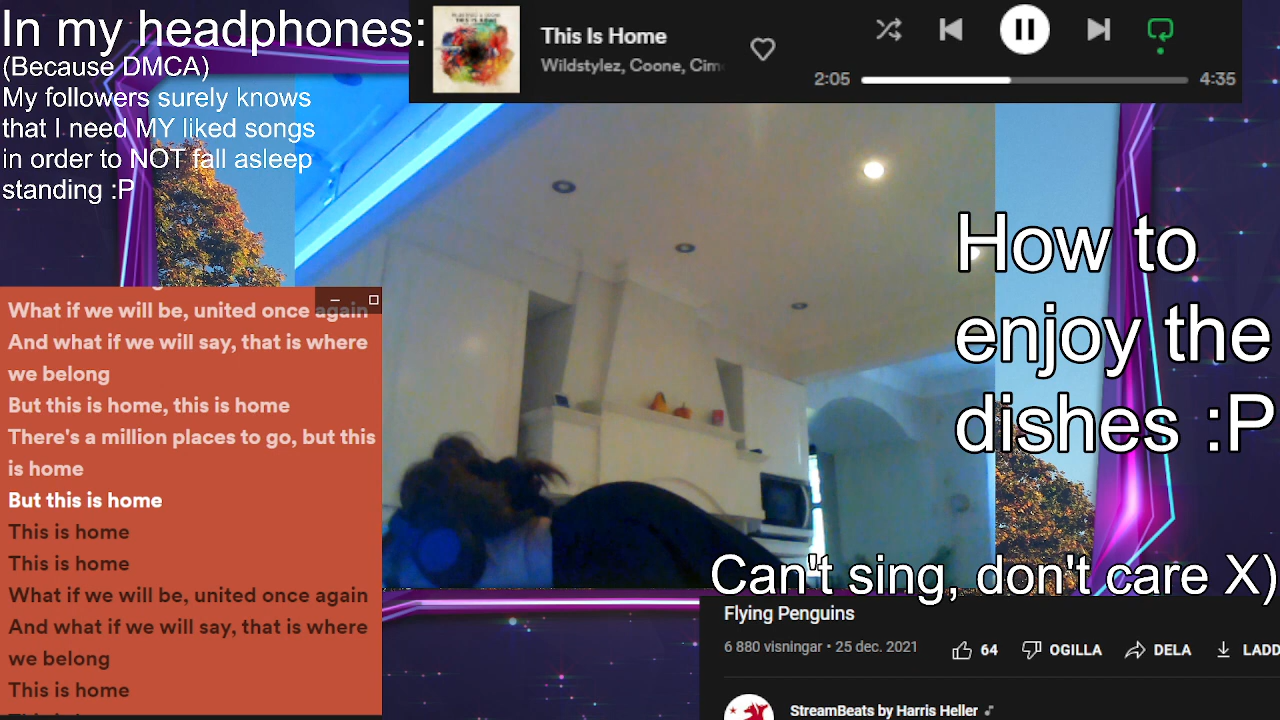 In my headphones:
(Because DMCA)
My followers surely knows
that I need MY liked songs
in order to NOT fall asleep
standing :P
This Is Home
Wildstylez, Coone, Cim
2:05
4:35
What if we will be, united once again
And what if we will say, that is where
we belong
But this is home, this is home
There's a million places to go, but this
is home
But this is home
This is home
This is home
What if we will be, united once again
And what if we will say, that is where
we belong
This is home
How to
enjoy the
dishes :P
Can't sing, don't care X)
Flying Penguins
6 880 visningar • 25 dec. 2021
64 OGILLA DELA LADD
StreamBeats by Harris Heller